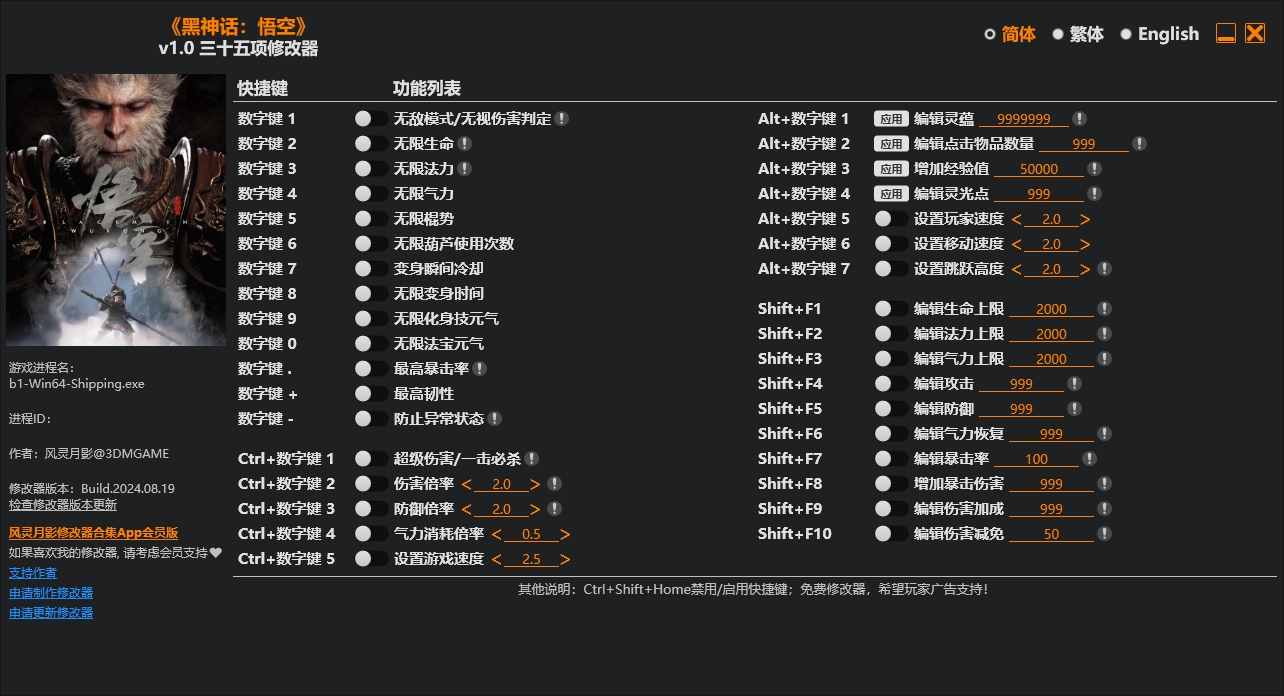 《黑神话：悟空》
v1.0 三十五项修改器
简体
繁体
English
悟空
BLACK MYTH
WUKONG
快捷键 功能列表
数字键 1 无敌模式/无视伤害判定 !
数字键 2 无限生命 !
数字键 3 无限法力 !
数字键 4 无限气力
数字键 5 无限棍势
数字键 6 无限葫芦使用次数
数字键 7 变身瞬间冷却
数字键 8 无限变身时间
数字键 9 无限化身技元气
数字键 0 无限法宝元气
数字键 . 最高暴击率 !
数字键 + 最高韧性
数字键 - 防止异常状态 !
Ctrl+数字键 1 超级伤害/一击必杀 !
Ctrl+数字键 2 伤害倍率 < 2.0 > !
Ctrl+数字键 3 防御倍率 < 2.0 > !
Ctrl+数字键 4 气力消耗倍率 < 0.5 >
Ctrl+数字键 5 设置游戏速度 < 2.5 >
Alt+数字键 1 应用 编辑灵蕴 9999999 !
Alt+数字键 2 应用 编辑点击物品数量 999 !
Alt+数字键 3 应用 增加经验值 50000 !
Alt+数字键 4 应用 编辑灵光点 999 !
Alt+数字键 5 设置玩家速度 < 2.0 >
Alt+数字键 6 设置移动速度 < 2.0 >
Alt+数字键 7 设置跳跃高度 < 2.0 > !
Shift+F1 编辑生命上限 2000 !
Shift+F2 编辑法力上限 2000 !
Shift+F3 编辑气力上限 2000 !
Shift+F4 编辑攻击 999 !
Shift+F5 编辑防御 999 !
Shift+F6 编辑气力恢复 999 !
Shift+F7 编辑暴击率 100 !
Shift+F8 增加暴击伤害 999 !
Shift+F9 编辑伤害加成 999 !
Shift+F10 编辑伤害减免 50 !
游戏进程名：
b1-Win64-Shipping.exe
进程ID：
作者：风灵月影@3DMGAME
修改器版本：Build.2024.08.19
检查修改器版本更新
风灵月影修改器合集App会员版
如果喜欢我的修改器, 请考虑会员支持❤
支持作者
申请制作修改器
申请更新修改器
其他说明：Ctrl+Shift+Home禁用/启用快捷键；免费修改器，希望玩家广告支持！